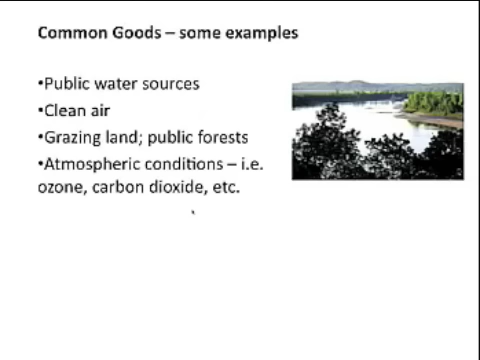 Common Goods – some examples
•Public water sources
•Clean air
•Grazing land; public forests
•Atmospheric conditions – i.e.
ozone, carbon dioxide, etc.